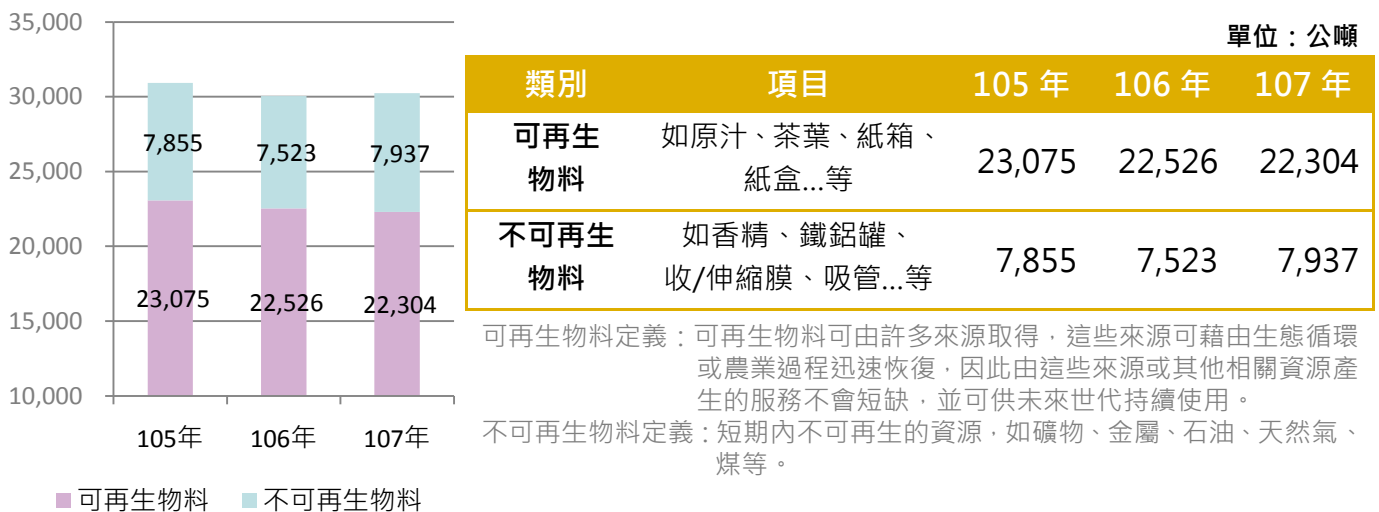 35,000
30,000
25,000
20,000
15,000
10,000
7,855
7,523
7,937
23,075
22,526
22,304
105年
106年
107年
可再生物料
不可再生物料
單位：公噸
類別 項目 105 年 106 年 107 年
可再生
物料
如原汁、茶葉、紙箱、
紙盒...等
23,075 22,526 22,304
不可再生
物料
如香精、鐵鋁罐、
收/伸縮膜、吸管...等
7,855 7,523 7,937
可再生物料定義：可再生物料可由許多來源取得，這些來源可藉由生態循環
或農業過程迅速恢復，因此由這些來源或其他相關資源產
生的服務不會短缺，並可供未來世代持續使用。
不可再生物料定義：短期內不可再生的資源，如礦物、金屬、石油、天然氣、
煤等。